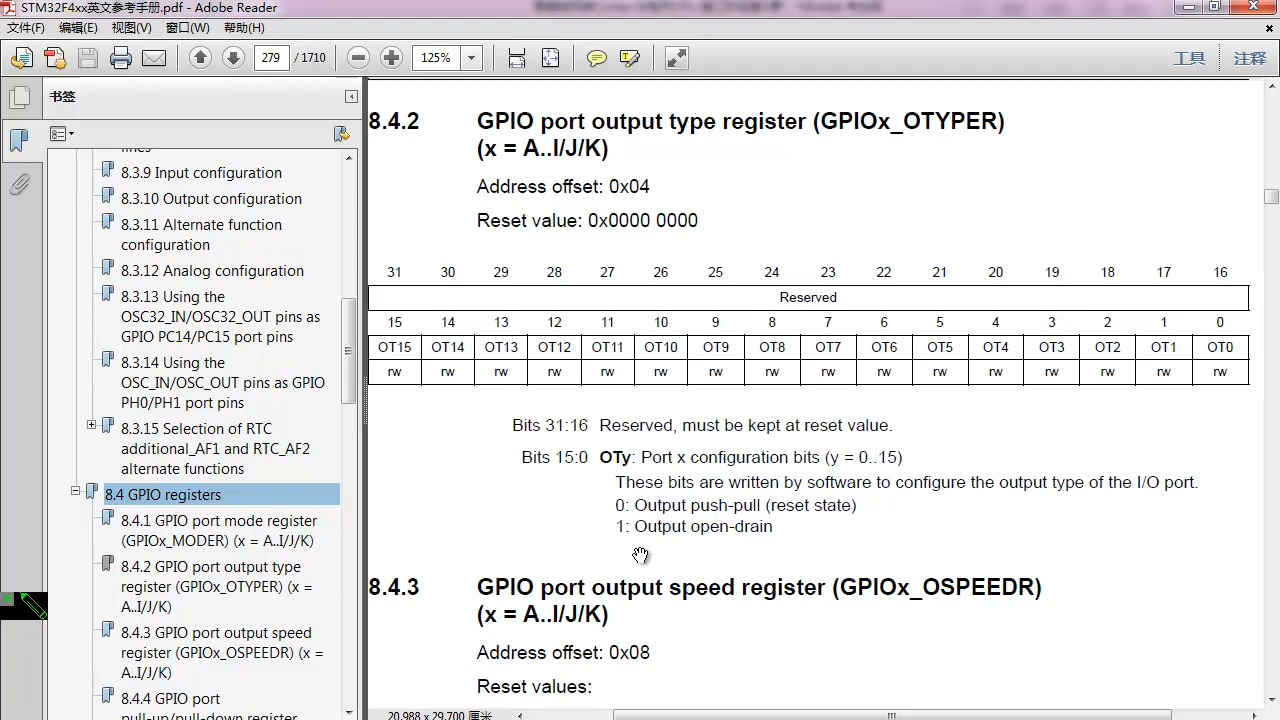 STM32F4xx英文参考手册.pdf - Adobe Reader
文件(F) 编辑(E) 视图(V) 窗口(W) 帮助(H)
279 / 1710 125% 工具 注释
书签
lines
8.3.9 Input configuration
8.3.10 Output configuration
8.3.11 Alternate function
configuration
8.3.12 Analog configuration
8.3.13 Using the
OSC32_IN/OSC32_OUT pins as
GPIO PC14/PC15 port pins
8.3.14 Using the
OSC_IN/OSC_OUT pins as GPIO
PH0/PH1 port pins
8.3.15 Selection of RTC
additional_AF1 and RTC_AF2
alternate functions
8.4 GPIO registers
8.4.1 GPIO port mode register
(GPIOx_MODER) (x = A..I/J/K)
8.4.2 GPIO port output type
register (GPIOx_OTYPER) (x =
A..I/J/K)
8.4.3 GPIO port output speed
register (GPIOx_OSPEEDR) (x =
A..I/J/K)
8.4.4 GPIO port
pull-up/pull-down register
8.4.2 GPIO port output type register (GPIOx_OTYPER)
(x = A..I/J/K)
Address offset: 0x04
Reset value: 0x0000 0000
31 30 29 28 27 26 25 24 23 22 21 20 19 18 17 16
Reserved
15 14 13 12 11 10 9 8 7 6 5 4 3 2 1 0
OT15 OT14 OT13 OT12 OT11 OT10 OT9 OT8 OT7 OT6 OT5 OT4 OT3 OT2 OT1 OT0
rw rw rw rw rw rw rw rw rw rw rw rw rw rw rw rw
Bits 31:16 Reserved, must be kept at reset value.
Bits 15:0 OTy: Port x configuration bits (y = 0..15)
These bits are written by software to configure the output type of the I/O port.
0: Output push-pull (reset state)
1: Output open-drain
8.4.3 GPIO port output speed register (GPIOx_OSPEEDR)
(x = A..I/J/K)
Address offset: 0x08
Reset values:
20.988 x 29.700 厘米